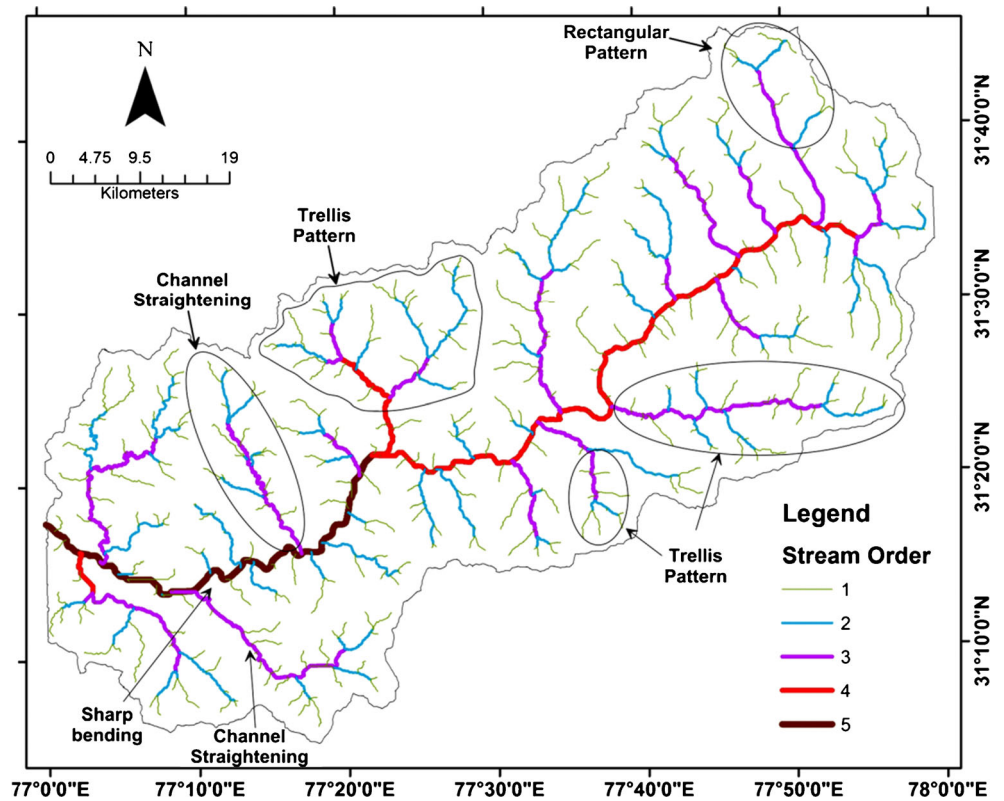 Rectangular
Pattern
N
0 4.75 9.5 19
Kilometers
31°40'0"N
Trellis
Pattern
Channel
Straightening
31°30'0"N
31°20'0"N
Legend
Stream Order
1
2
3
4
5
Trellis
Pattern
31°10'0"N
Sharp
bending
Channel
Straightening
77°0'0"E 77°10'0"E 77°20'0"E 77°30'0"E 77°40'0"E 77°50'0"E 78°0'0"E